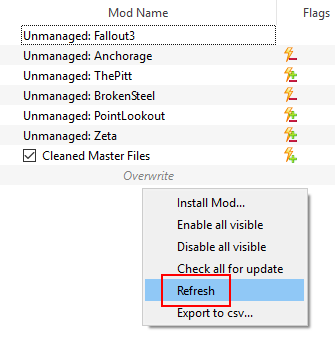 Mod Name Flags
Unmanaged: Fallout3
Unmanaged: Anchorage
Unmanaged: ThePitt
Unmanaged: BrokenSteel
Unmanaged: PointLookout
Unmanaged: Zeta
Cleaned Master Files
Overwrite
Install Mod...
Enable all visible
Disable all visible
Check all for update
Refresh
Export to csv...